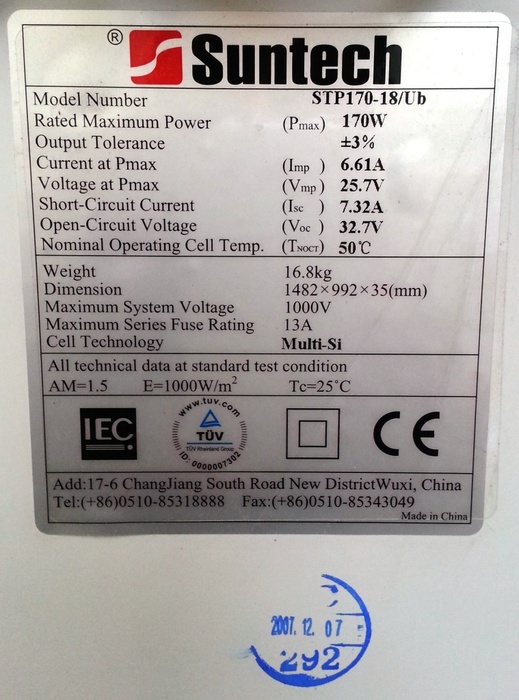 ® Suntech
Model Number STP170-18/Ub
Rated Maximum Power (Pmax) 170W
Output Tolerance ±3%
Current at Pmax (Imp ) 6.61A
Voltage at Pmax (Vmp ) 25.7V
Short-Circuit Current (Isc ) 7.32A
Open-Circuit Voltage (Voc ) 32.7V
Nominal Operating Cell Temp. (TNOCT) 50℃
Weight 16.8kg
Dimension 1482×992×35(mm)
Maximum System Voltage 1000V
Maximum Series Fuse Rating 13A
Cell Technology Multi-Si
All technical data at standard test condition
AM=1.5 E=1000W/m² Tc=25°C
IEC
www.tuv.com
TÜV
TÜV Rheinland Group
ID: 0000007302
CE
Add:17-6 ChangJiang South Road New DistrictWuxi, China
Tel:(+86)0510-85318888 Fax:(+86)0510-85343049
Made in China
2007. 12. 07
292